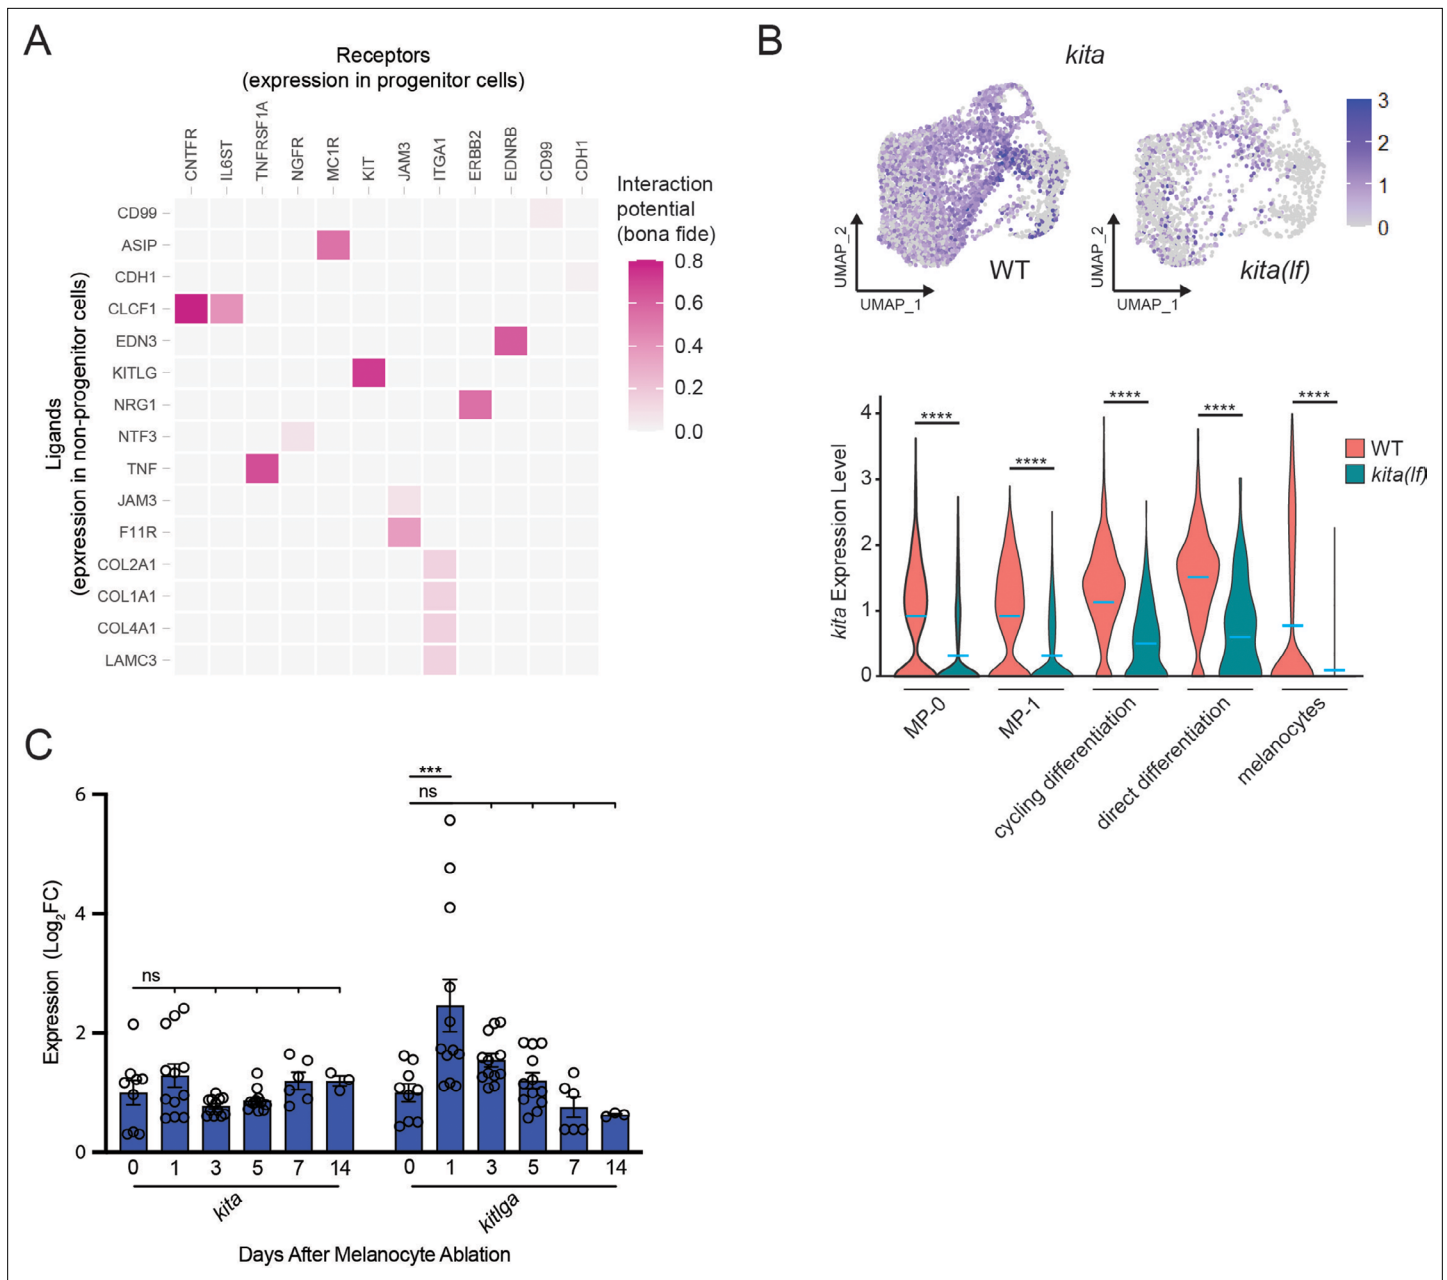 A
Receptors
(expression in progenitor cells)
CNTFR
IL6ST
TNFRSF1A
NGFR
MC1R
KIT
JAM3
ITGA1
ERBB2
EDNRB
CD99
CDH1
Ligands
(epxression in non-progenitor cells)
CD99
ASIP
CDH1
CLCF1
EDN3
KITLG
NRG1
NTF3
TNF
JAM3
F11R
COL2A1
COL1A1
COL4A1
LAMC3
Interaction
potential
(bona fide)
0.8
0.6
0.4
0.2
0.0
B
kita
UMAP_2
UMAP_1
WT
UMAP_2
UMAP_1
kita(lf)
3
2
1
0
kita Expression Level
4
3
2
1
0
****
****
****
****
****
WT
kita(lf)
MP-0
MP-1
cycling differentiation
direct differentiation
melanocytes
C
Expression (Log2FC)
6
4
2
0
ns
***
ns
0 1 3 5 7 14
0 1 3 5 7 14
kita
kitlga
Days After Melanocyte Ablation